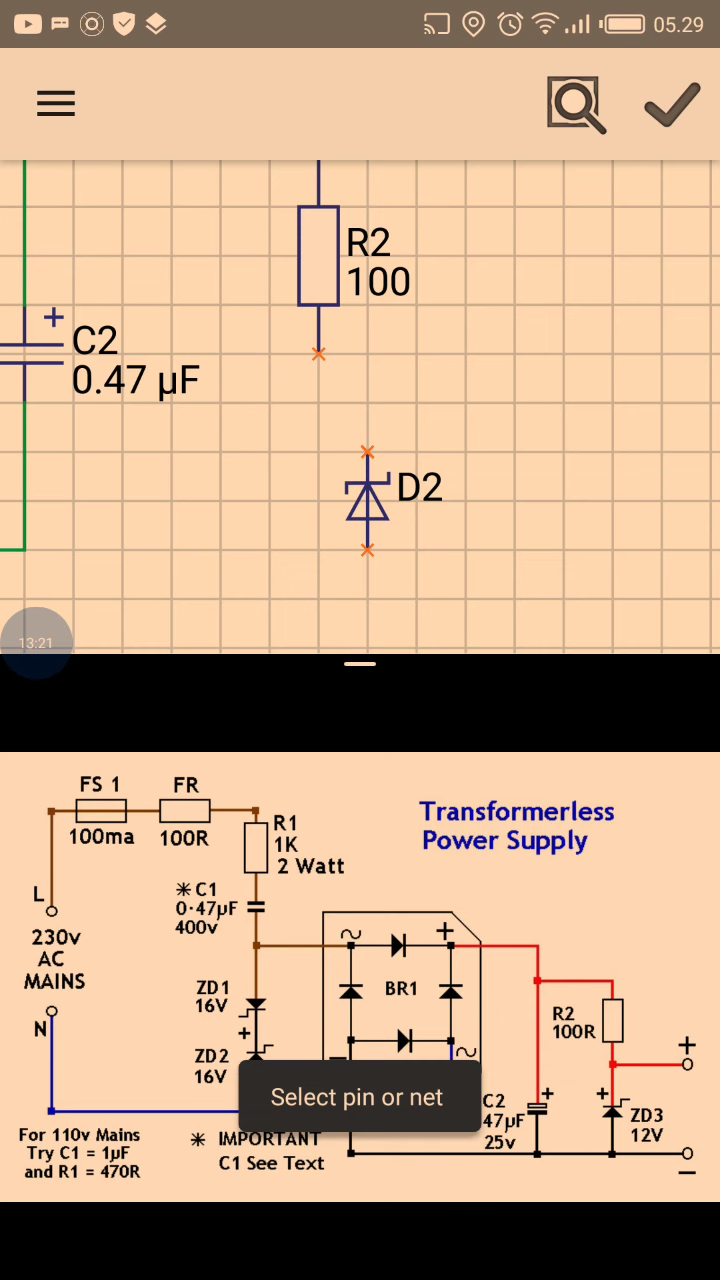 05.29
R2
100
+
C2
0.47 µF
D2
13:21
FS 1
FR
100ma
100R
R1
1K
2 Watt
Transformerless
Power Supply
L
230v
AC
MAINS
N
* C1
0·47µF
400v
ZD1
16V
+
ZD2
16V
~
+
BR1
−
~
R2
100R
+
C2
47µF
25v
+
+
ZD3
12V
−
Select pin or net
For 110v Mains
Try C1 = 1µF
and R1 = 470R
* IMPORTANT
C1 See Text